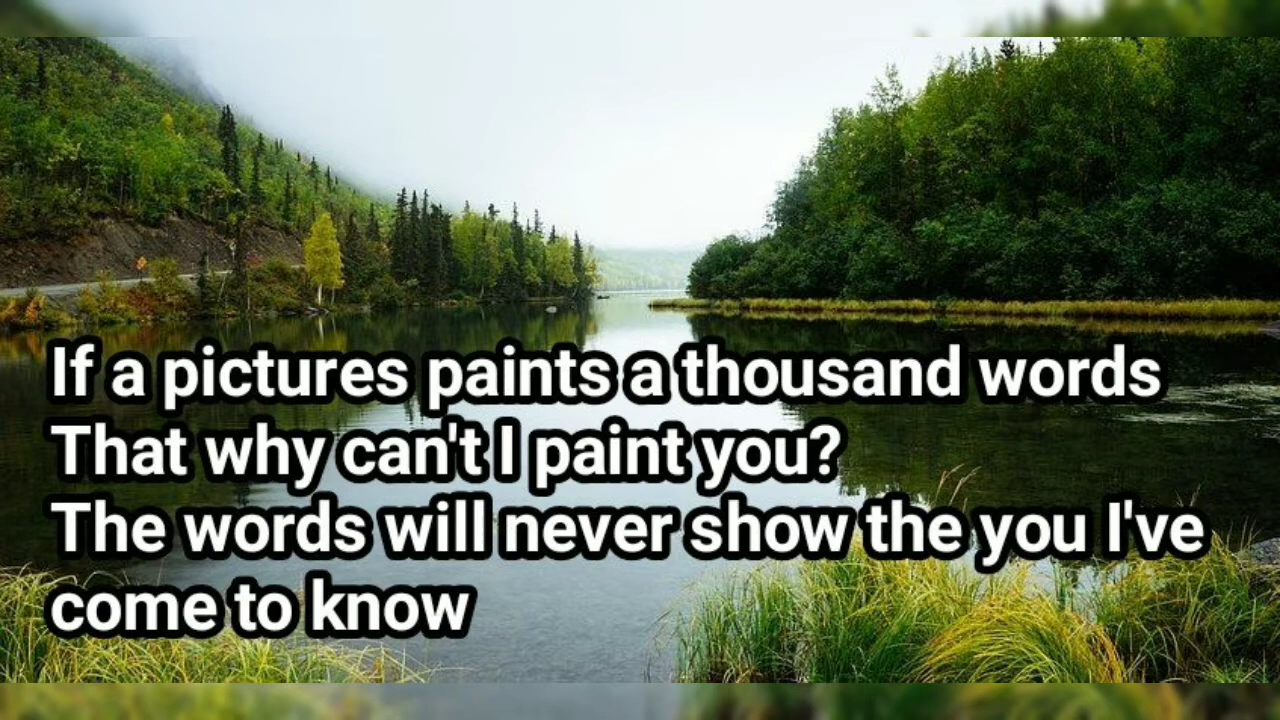 If a pictures paints a thousand words
That why can't I paint you?
The words will never show the you I've
come to know